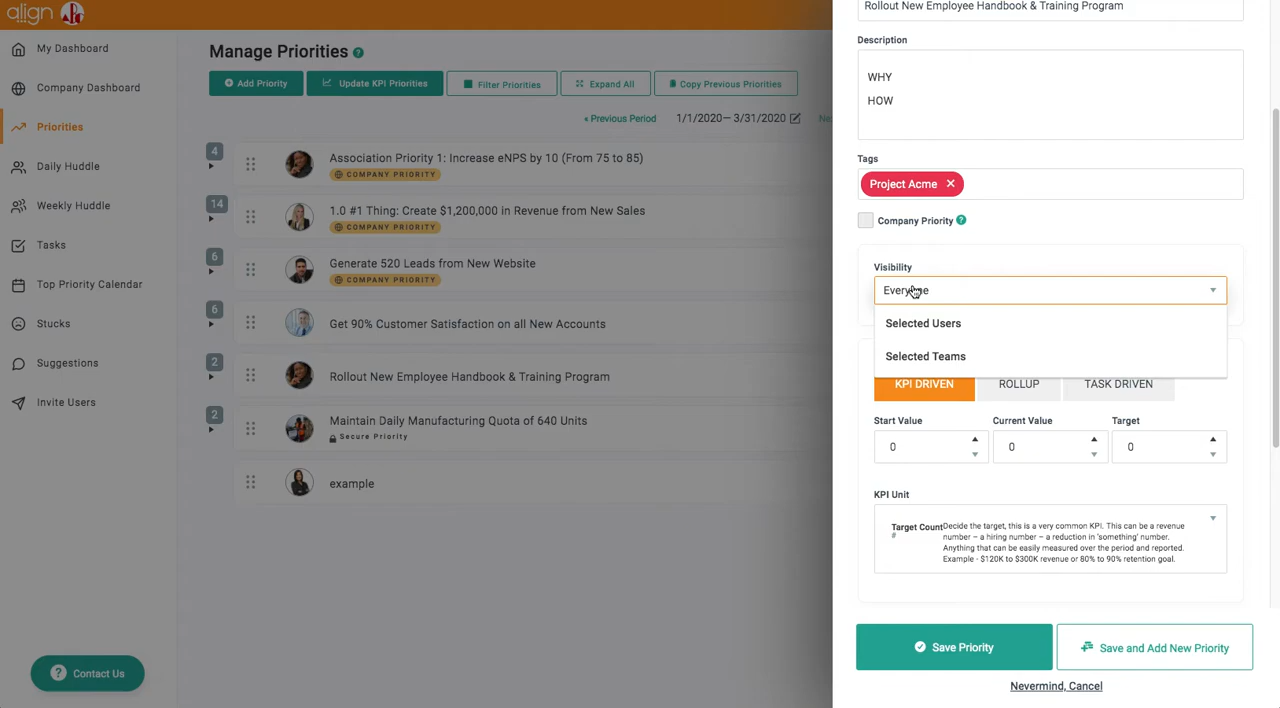 align
My Dashboard
Company Dashboard
Priorities
Daily Huddle
Weekly Huddle
Tasks
Top Priority Calendar
Stucks
Suggestions
Invite Users
? Contact Us
Manage Priorities ?
Add Priority
Update KPI Priorities
Filter Priorities
Expand All
Copy Previous Priorities
« Previous Period
1/1/2020— 3/31/2020
4
Association Priority 1: Increase eNPS by 10 (From 75 to 85)
COMPANY PRIORITY
14
1.0 #1 Thing: Create $1,200,000 in Revenue from New Sales
COMPANY PRIORITY
6
Generate 520 Leads from New Website
COMPANY PRIORITY
6
Get 90% Customer Satisfaction on all New Accounts
2
Rollout New Employee Handbook & Training Program
2
Maintain Daily Manufacturing Quota of 640 Units
Secure Priority
example
Rollout New Employee Handbook & Training Program
Description
WHY
HOW
Tags
Project Acme ×
Company Priority ?
Visibility
Everyone
Selected Users
Selected Teams
KPI DRIVEN
ROLLUP
TASK DRIVEN
Start Value
Current Value
Target
0
0
0
KPI Unit
Target Count
#
Decide the target, this is a very common KPI. This can be a revenue
number – a hiring number – a reduction in 'something' number.
Anything that can be easily measured over the period and reported.
Example - $120K to $300K revenue or 80% to 90% retention goal.
Save Priority
Save and Add New Priority
Nevermind, Cancel